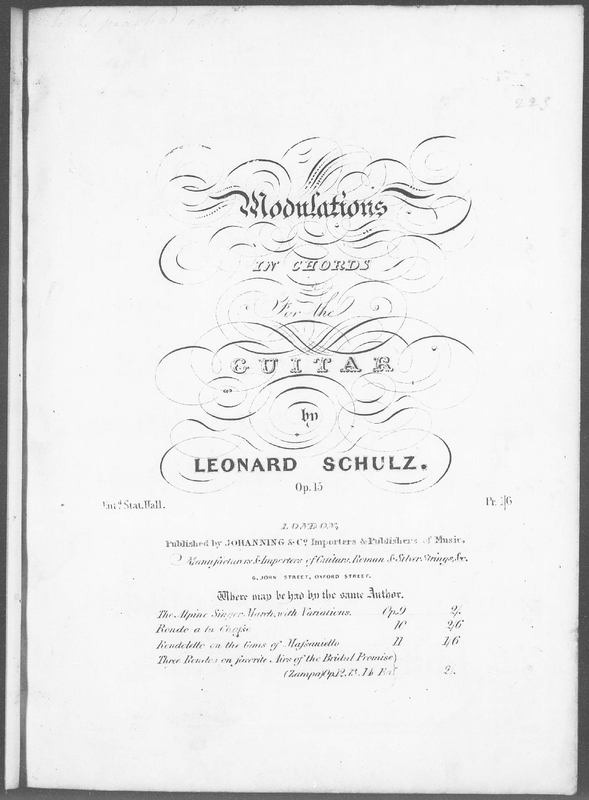 223
Modulations
IN CHORDS
For the
GUITAR
by
LEONARD SCHULZ.
Op. 15
Ent.d Stat. Hall.
Pr. /6
LONDON,
Published by JOHANNING & Co. Importers & Publishers of Music.
Manufacturers & Importers of Guitars, Roman & Silver Strings, &c.
6, JOHN STREET, OXFORD STREET.
Where may be had by the same Author.
The Alpine Singer March, with Variations. Op. 9 2/.
Rondo a la 10 2/6
Rondoletto on the Gems of Maſsaniello 11 1/6
Three Rondos on favorite Airs of the Bridal Promise
(Zampa) Op. 12. 13. 14 2/.